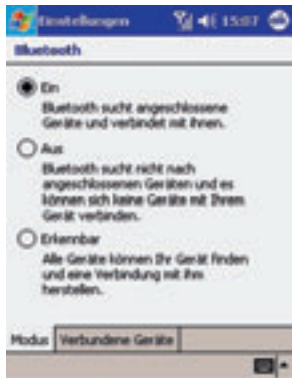 Einstellungen 15:07
Bluetooth
Ein
Bluetooth sucht angeschlossene
Geräte und verbindet mit ihnen.
Aus
Bluetooth sucht nicht nach
angeschlossenen Geräten und es
können sich keine Geräte mit Ihrem
Gerät verbinden.
Erkennbar
Alle Geräte können Ihr Gerät finden
und eine Verbindung mit ihm
herstellen.
Modus Verbundene Geräte